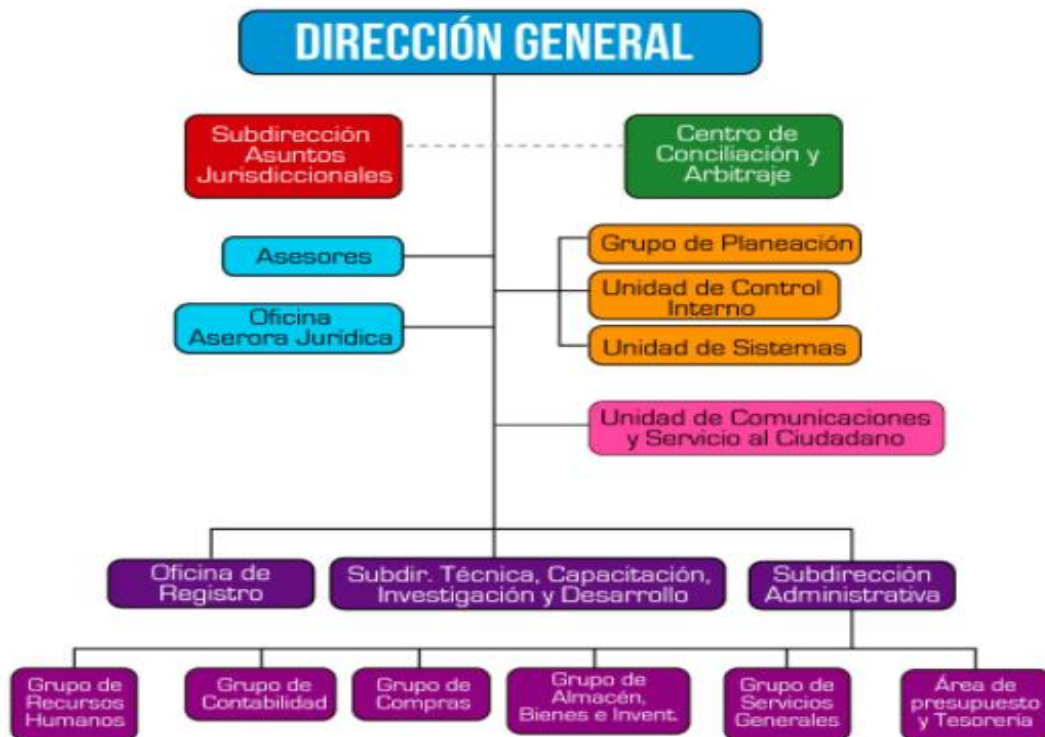 DIRECCIÓN GENERAL
Subdirección
Asuntos
Jurisdiccionales
Centro de
Conciliación y
Arbitraje
Asesores
Oficina
Aserora Jurídica
Grupo de Planeación
Unidad de Control
Interno
Unidad de Sistemas
Unidad de Comunicaciones
y Servicio al Ciudadano
Oficina de
Registro
Subdir. Técnica, Capacitación,
Investigación y Desarrollo
Subdirección
Administrativa
Grupo de
Recursos
Humanos
Grupo de
Contabilidad
Grupo de
Compras
Grupo de
Almacén,
Bienes e Invent.
Grupo de
Servicios
Generales
Área de
presupuesto
y Tesorería